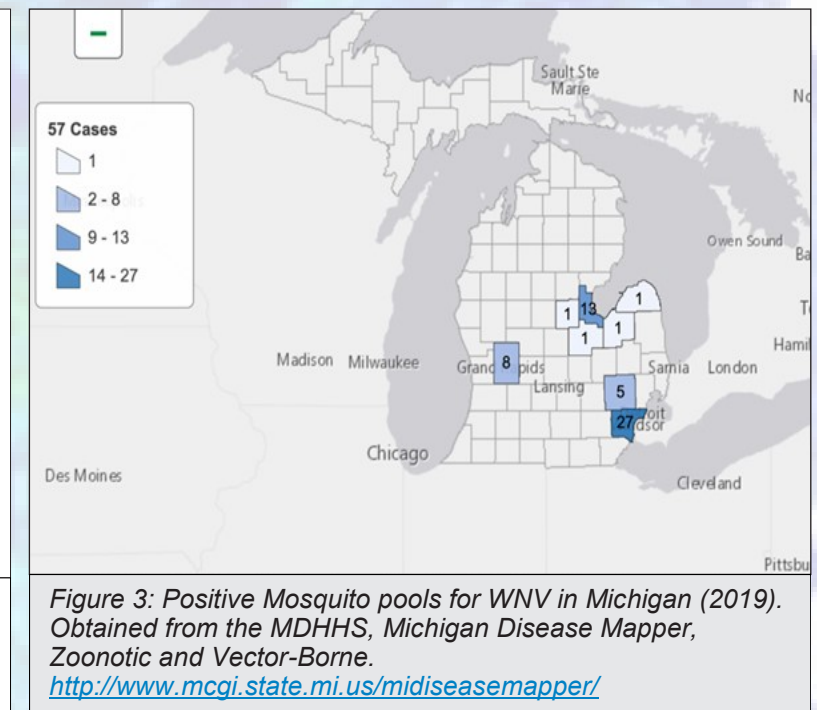 −
Sault Ste
Marie
57 Cases
1
2 - 8
9 - 13
14 - 27
Owen Sound
1
13
1
1
1
Madison
Milwaukee
8
Sarnia
London
Lansing
5
27
Chicago
Des Moines
Cleveland
Figure 3: Positive Mosquito pools for WNV in Michigan (2019).
Obtained from the MDHHS, Michigan Disease Mapper,
Zoonotic and Vector-Borne.
http://www.mcgi.state.mi.us/midiseasemapper/